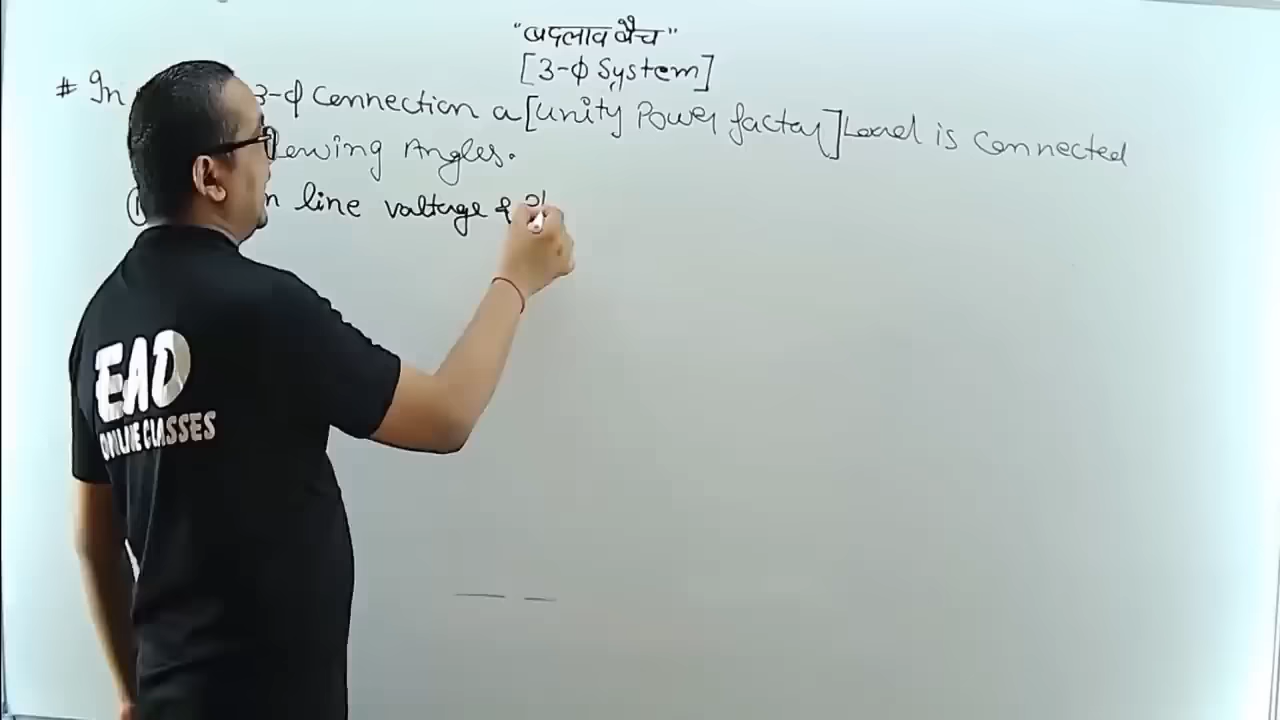 "बदलाव बैच"
[3-ф System]
# In 3-ф Connection a [Unity Power factor] Load is Connected
Angles.
line voltage &
EAD
ONLINE CLASSES